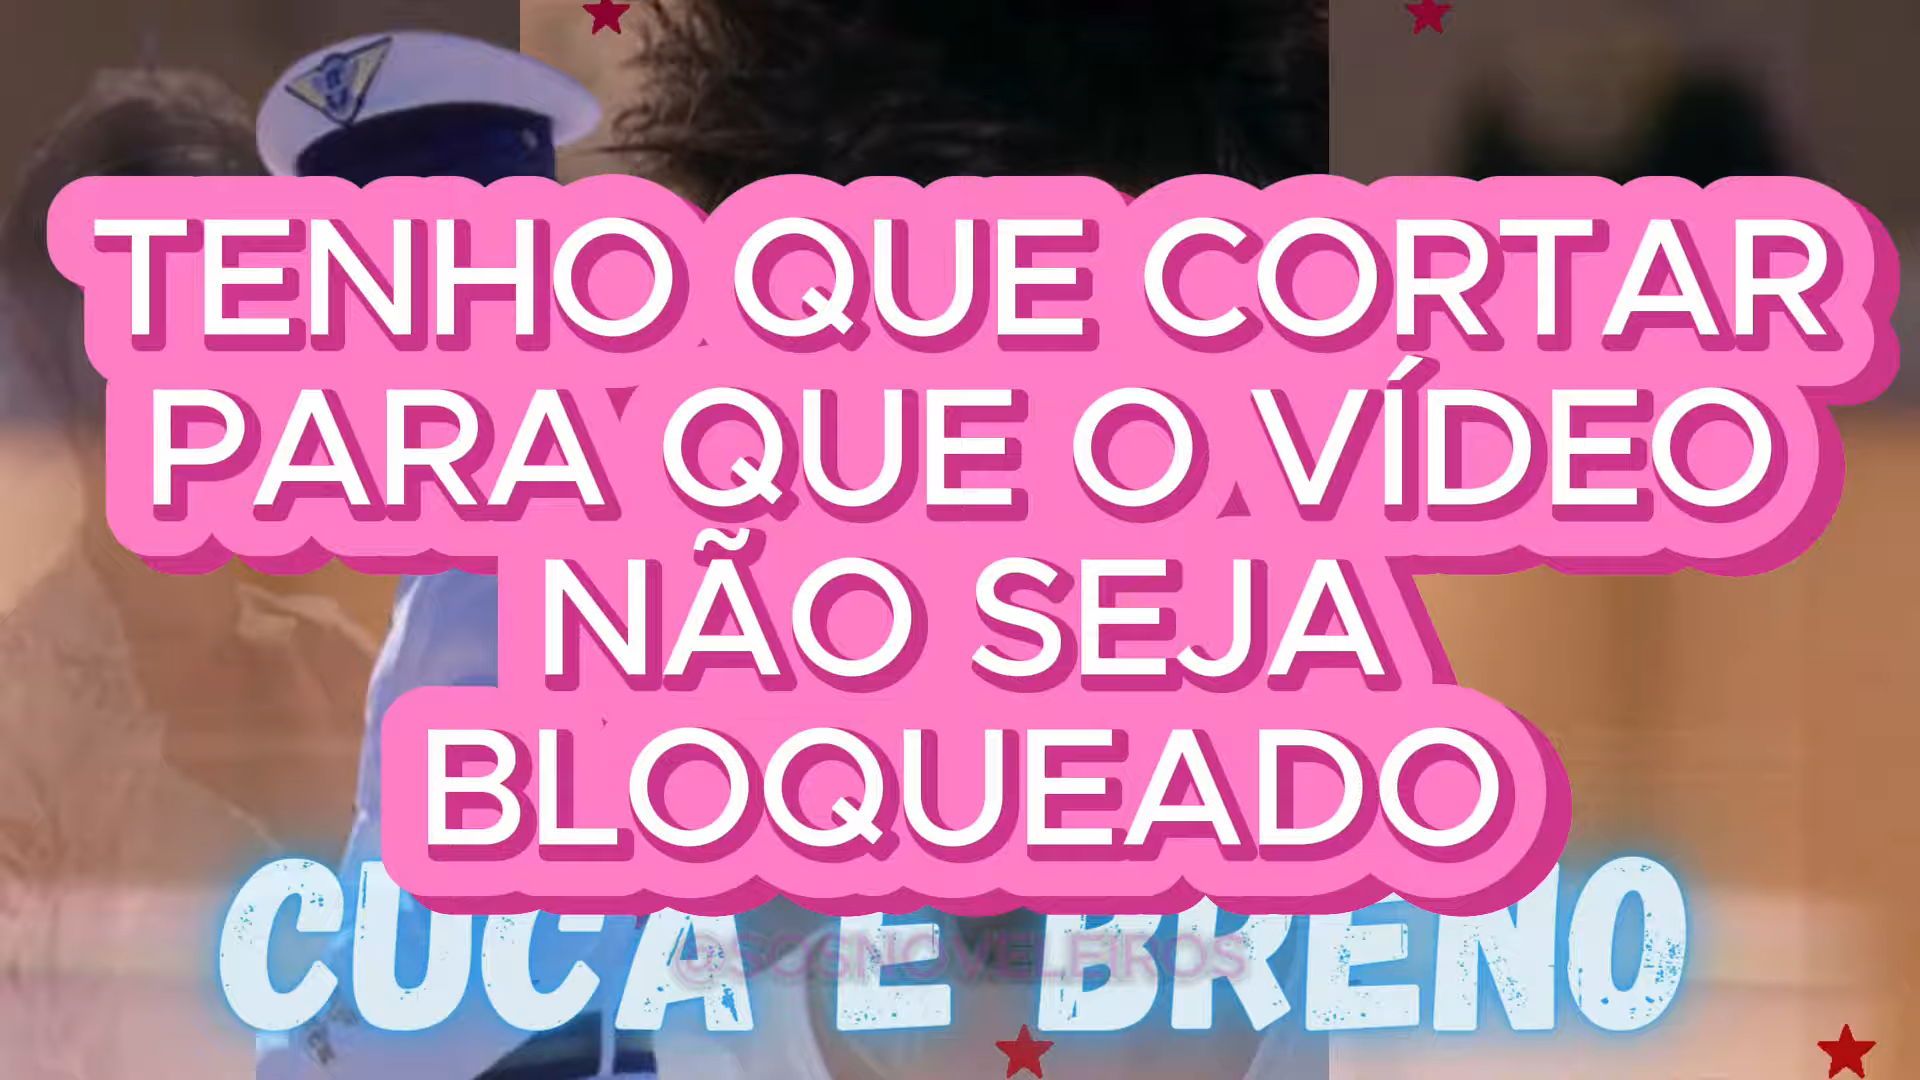 TENHO QUE CORTAR
PARA QUE O VÍDEO
NÃO SEJA
BLOQUEADO
CUCA E BRENO
@SOSNOVELEIROS